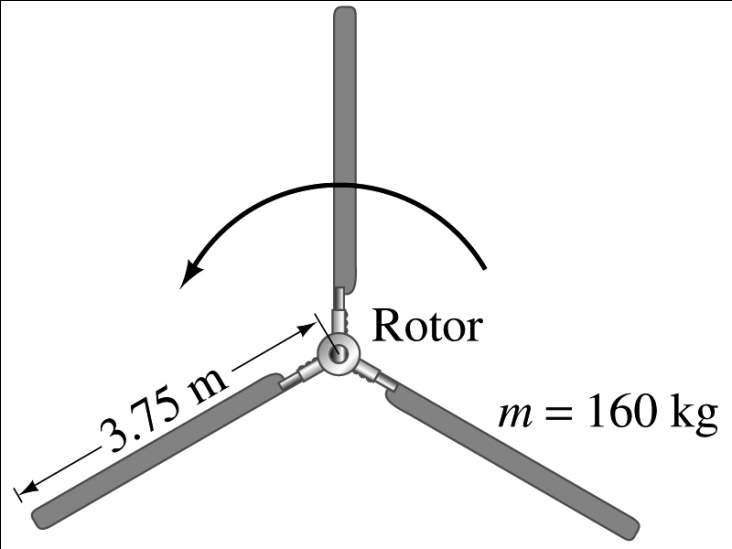 Rotor
3.75 m
m = 160 kg